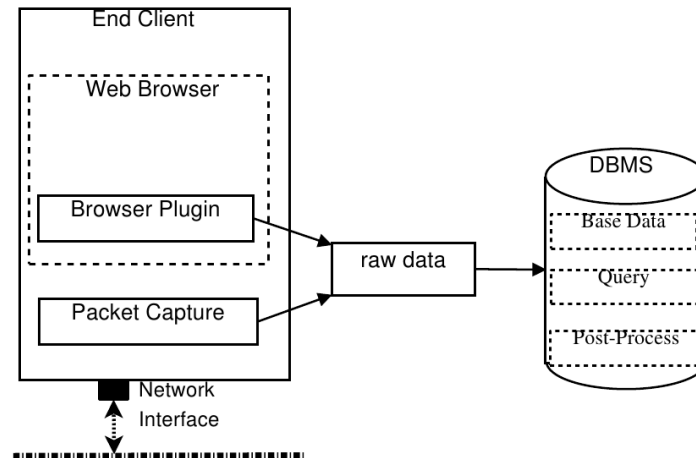 End Client
Web Browser
Browser Plugin
Packet Capture
Network
Interface
raw data
DBMS
Base Data
Query
Post-Process